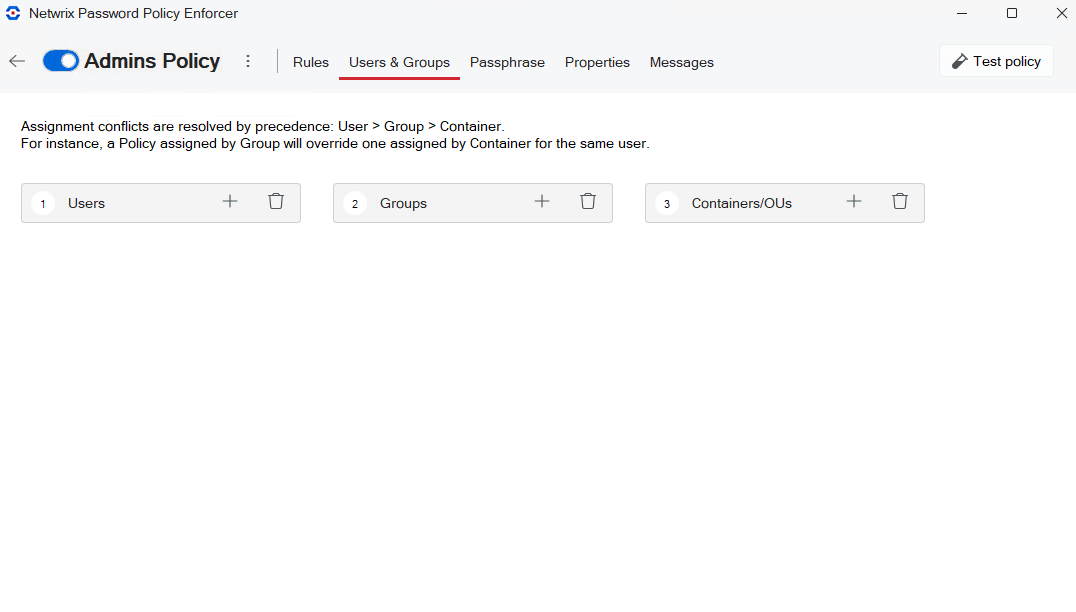 Netwrix Password Policy Enforcer
Admins Policy
Rules
Users & Groups
Passphrase
Properties
Messages
Test policy
Assignment conflicts are resolved by precedence: User > Group > Container.
For instance, a Policy assigned by Group will override one assigned by Container for the same user.
1 Users
2 Groups
3 Containers/OUs